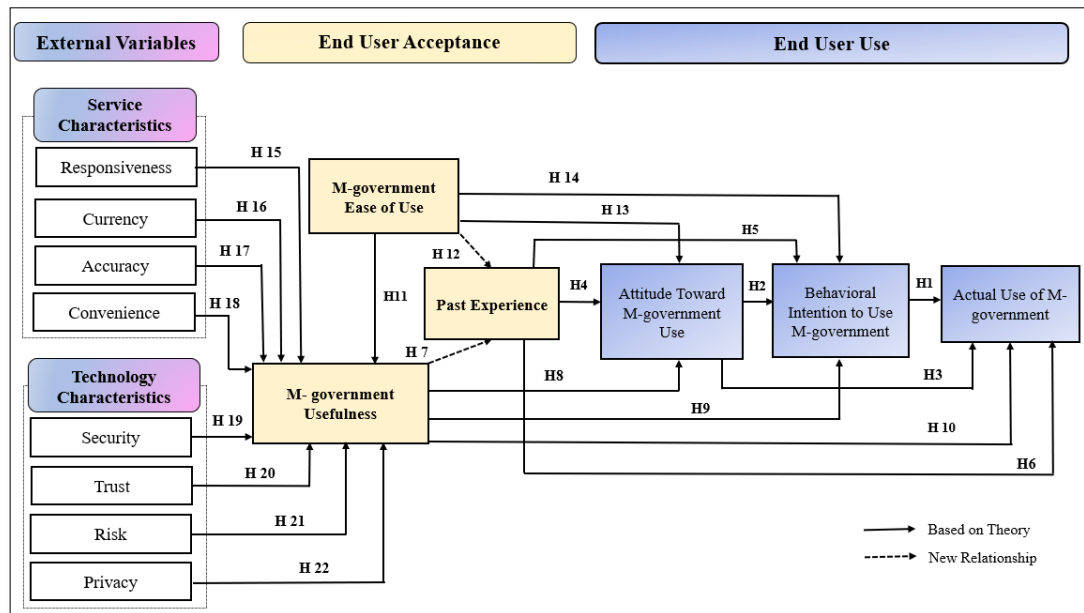 External Variables
End User Acceptance
End User Use
Service
Characteristics
Responsiveness
Currency
Accuracy
Convenience
H 15
H 16
H 17
H 18
Technology
Characteristics
Security
Trust
Risk
Privacy
H 19
H 20
H 21
H 22
M-government
Ease of Use
H 14
H 13
H 12
H11
H5
Past Experience
H4
H 7
M- government
Usefulness
Attitude Toward
M-government
Use
H2
Behavioral
Intention to Use
M-government
H1
Actual Use of M-
government
H8
H3
H9
H 10
H6
Based on Theory
New Relationship